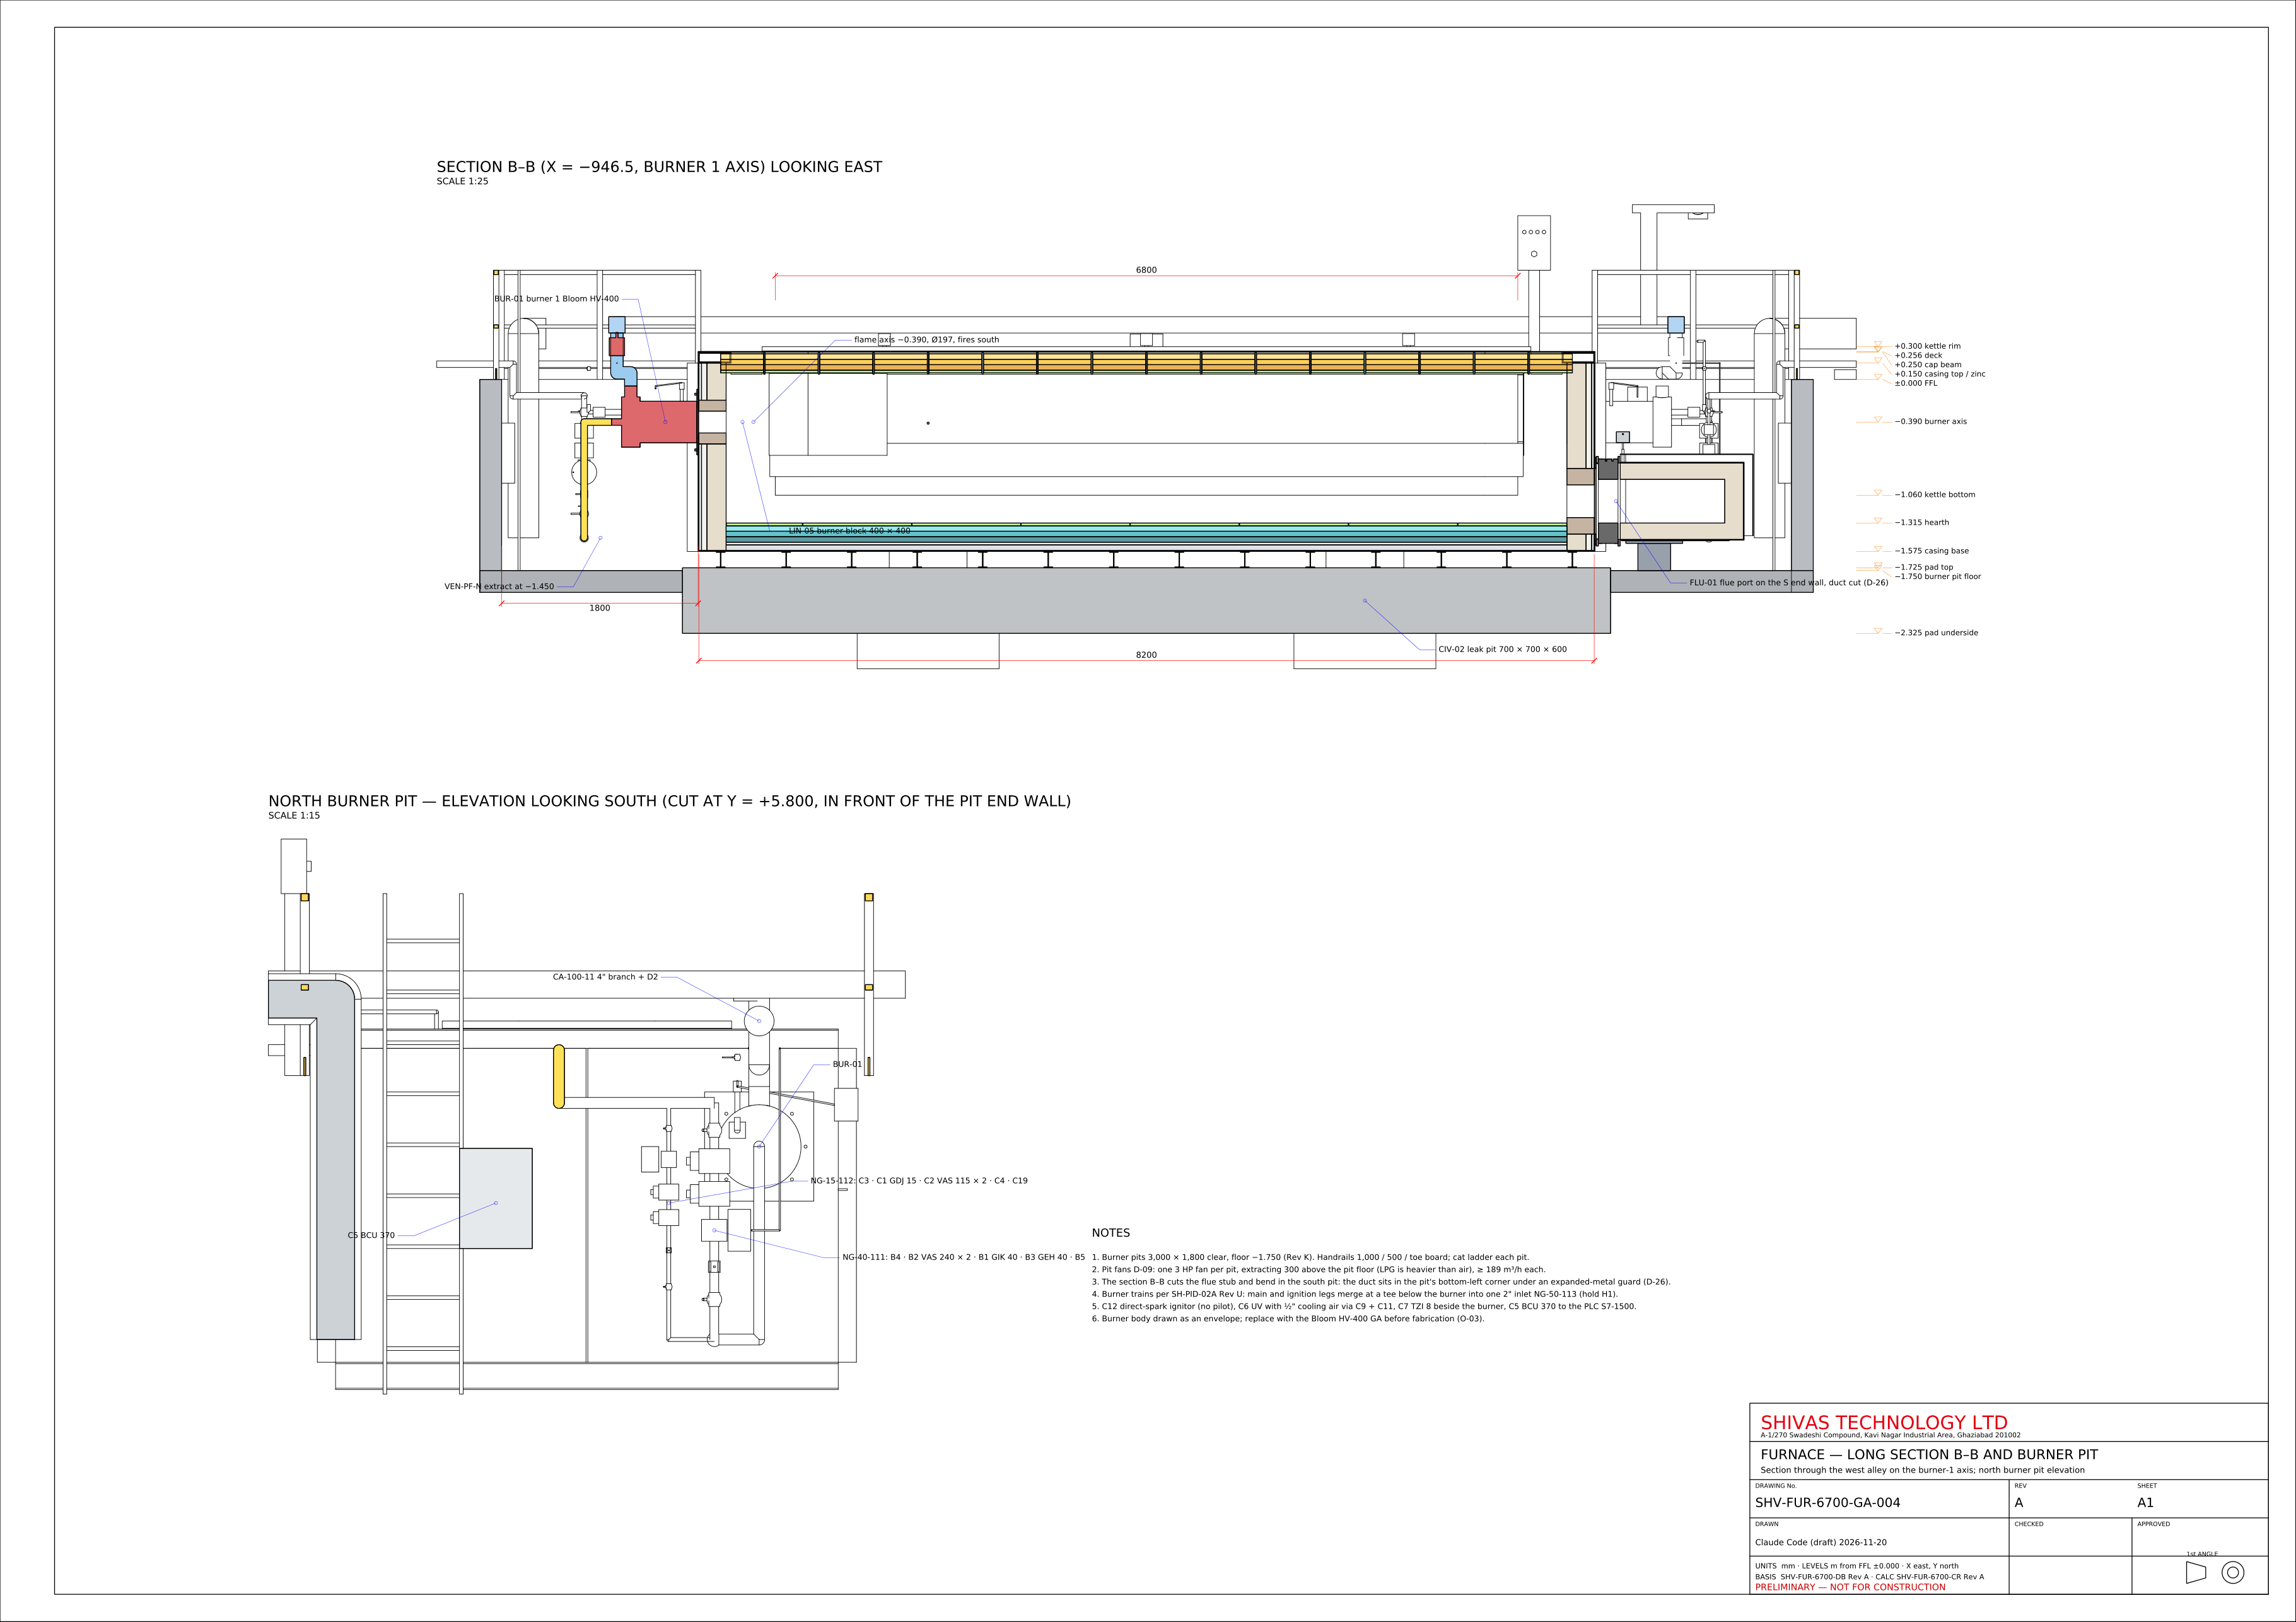 SECTION B–B (X = −946.5, BURNER 1 AXIS) LOOKING EAST
SCALE 1:25
6800
BUR-01 burner 1 Bloom HV-400
flame axis −0.390, Ø197, fires south
+0.300 kettle rim
+0.256 deck
+0.250 cap beam
+0.150 casing top / zinc
±0.000 FFL
−0.390 burner axis
−1.060 kettle bottom
−1.315 hearth
LIN-05 burner block 400 × 400
−1.575 casing base
−1.725 pad top
−1.750 burner pit floor
VEN-PF-N extract at −1.450
FLU-01 flue port on the S end wall, duct cut (D-26)
1800
−2.325 pad underside
CIV-02 leak pit 700 × 700 × 600
8200
NORTH BURNER PIT — ELEVATION LOOKING SOUTH (CUT AT Y = +5.800, IN FRONT OF THE PIT END WALL)
SCALE 1:15
CA-100-11 4" branch + D2
BUR-01
NG-15-112: C3 · C1 GDJ 15 · C2 VAS 115 × 2 · C4 · C19
C5 BCU 370
NG-40-111: B4 · B2 VAS 240 × 2 · B1 GIK 40 · B3 GEH 40 · B5
NOTES
1. Burner pits 3,000 × 1,800 clear, floor −1.750 (Rev K). Handrails 1,000 / 500 / toe board; cat ladder each pit.
2. Pit fans D-09: one 3 HP fan per pit, extracting 300 above the pit floor (LPG is heavier than air), ≥ 189 m³/h each.
3. The section B–B cuts the flue stub and bend in the south pit: the duct sits in the pit's bottom-left corner under an expanded-metal guard (D-26).
4. Burner trains per SH-PID-02A Rev U: main and ignition legs merge at a tee below the burner into one 2" inlet NG-50-113 (hold H1).
5. C12 direct-spark ignitor (no pilot), C6 UV with ½" cooling air via C9 + C11, C7 TZI 8 beside the burner, C5 BCU 370 to the PLC S7-1500.
6. Burner body drawn as an envelope; replace with the Bloom HV-400 GA before fabrication (O-03).
SHIVAS TECHNOLOGY LTD
A-1/270 Swadeshi Compound, Kavi Nagar Industrial Area, Ghaziabad 201002
FURNACE — LONG SECTION B–B AND BURNER PIT
Section through the west alley on the burner-1 axis; north burner pit elevation
DRAWING No. REV SHEET
SHV-FUR-6700-GA-004 A A1
DRAWN CHECKED APPROVED
Claude Code (draft) 2026-11-20
1st ANGLE
UNITS mm · LEVELS m from FFL ±0.000 · X east, Y north
BASIS SHV-FUR-6700-DB Rev A · CALC SHV-FUR-6700-CR Rev A
PRELIMINARY — NOT FOR CONSTRUCTION